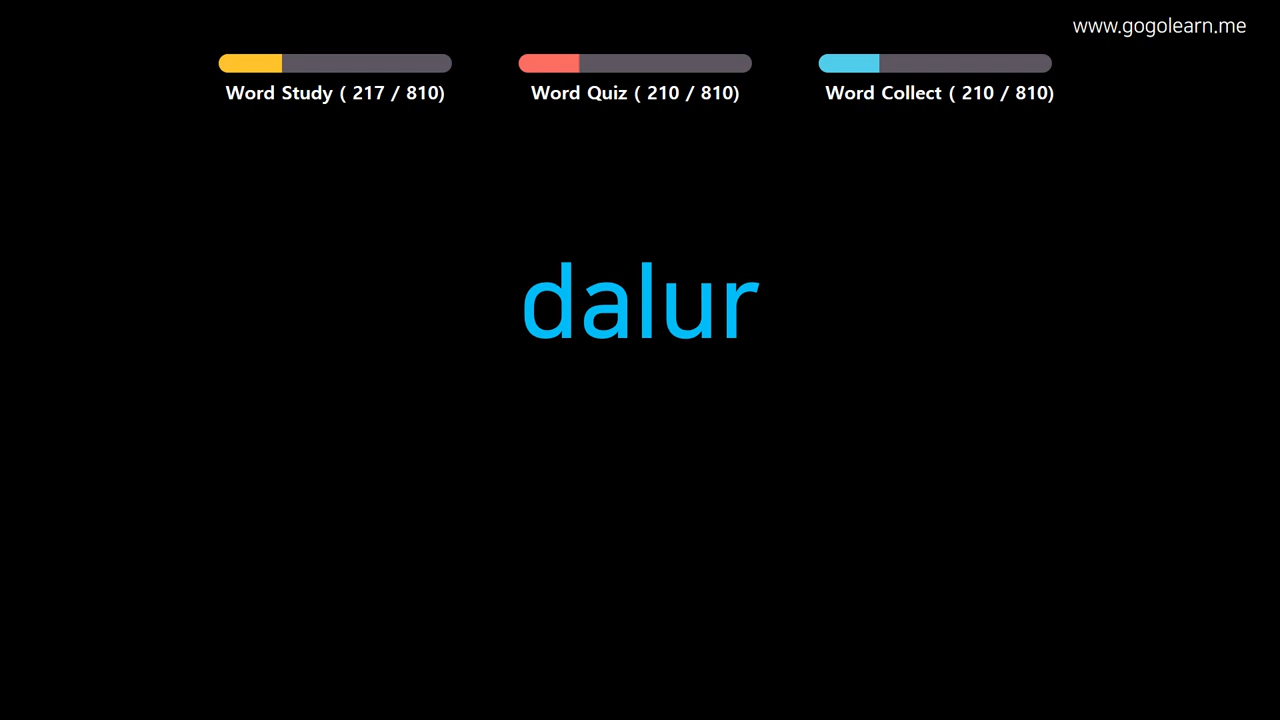 www.gogolearn.me
Word Study ( 217 / 810)
Word Quiz ( 210 / 810)
Word Collect ( 210 / 810)
dalur